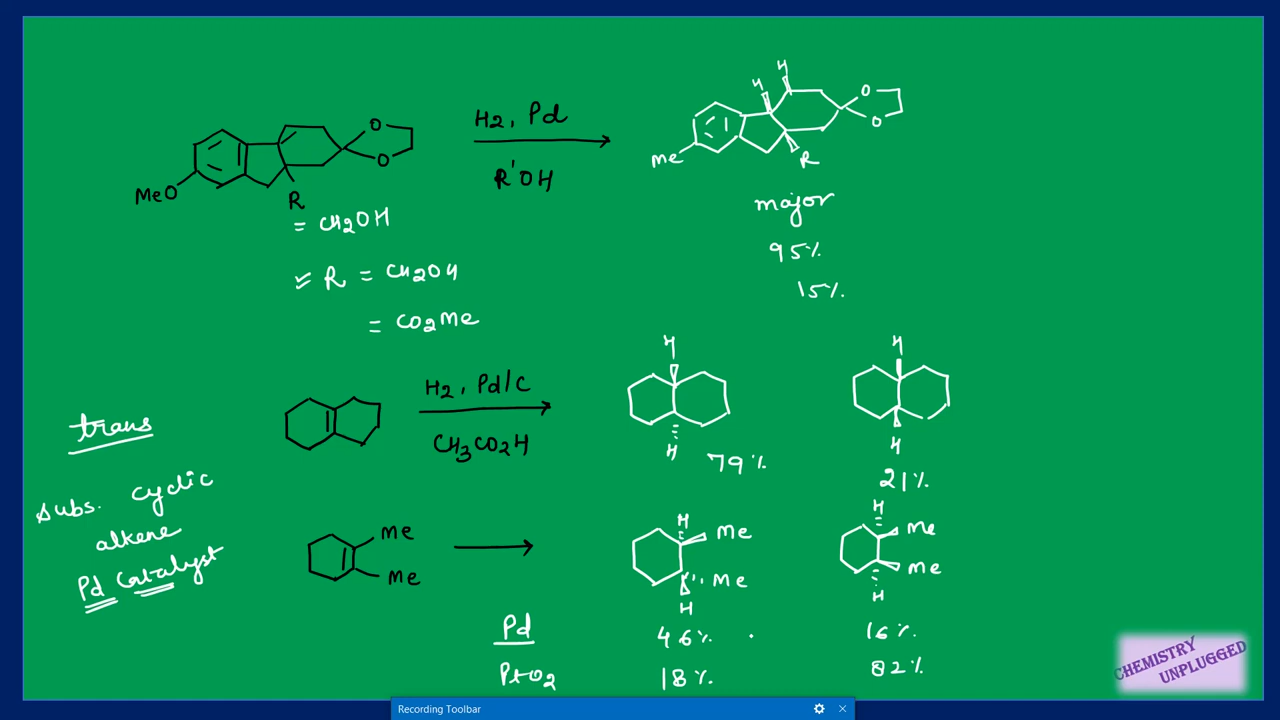 H2, Pd
R'OH
MeO
R
= CH2OH
R = CH2OH
= CO2Me
H H
O
O
Me
R
major
95%
15%
O
O
H2, Pd/C
CH3CO2H
H
H
79%
H
H
21%
trans
subs. cyclic
alkene
Pd catalyst
Me
Me
H
Me
Me
H
H
Me
Me
H
Pd 46% 16%
PtO2 18% 82%
CHEMISTRY
UNPLUGGED
Recording Toolbar